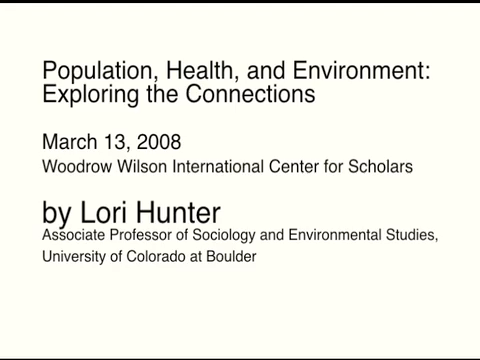 Population, Health, and Environment:
Exploring the Connections
March 13, 2008
Woodrow Wilson International Center for Scholars
by Lori Hunter
Associate Professor of Sociology and Environmental Studies,
University of Colorado at Boulder